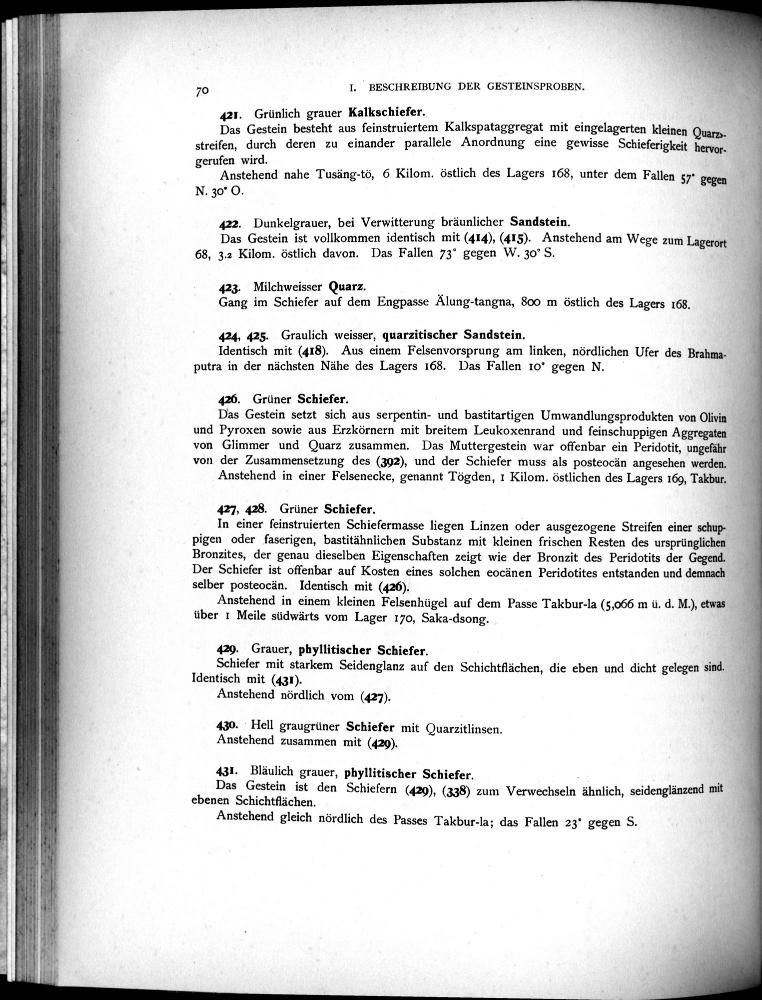 70 I. BESCHREIBUNG DER GESTEINSPROBEN.
421. Grünlich grauer Kalkschiefer.
Das Gestein besteht aus feinstruiertem Kalkspataggregat mit eingelagerten kleinen Quarz-
streifen, durch deren zu einander parallele Anordnung eine gewisse Schieferigkeit hervor-
gerufen wird.
Anstehend nahe Tusäng-tö, 6 Kilom. östlich des Lagers 168, unter dem Fallen 57° gegen
N. 30° O.
422. Dunkelgrauer, bei Verwitterung bräunlicher Sandstein.
Das Gestein ist vollkommen identisch mit (414), (415). Anstehend am Wege zum Lagerort
68, 3.2 Kilom. östlich davon. Das Fallen 73° gegen W. 30° S.
423. Milchweisser Quarz.
Gang im Schiefer auf dem Engpasse Älung-tangna, 800 m östlich des Lagers 168.
424, 425. Graulich weisser, quarzitischer Sandstein.
Identisch mit (418). Aus einem Felsenvorsprung am linken, nördlichen Ufer des Brahma-
putra in der nächsten Nähe des Lagers 168. Das Fallen 10° gegen N.
426. Grüner Schiefer.
Das Gestein setzt sich aus serpentin- und bastitartigen Umwandlungsprodukten von Olivin
und Pyroxen sowie aus Erzkörnern mit breitem Leukoxenrand und feinschuppigen Aggregaten
von Glimmer und Quarz zusammen. Das Muttergestein war offenbar ein Peridotit, ungefähr
von der Zusammensetzung des (392), und der Schiefer muss als posteocän angesehen werden.
Anstehend in einer Felsenecke, genannt Tögden, 1 Kilom. östlichen des Lagers 169, Takbur.
427, 428. Grüner Schiefer.
In einer feinstruierten Schiefermasse liegen Linzen oder ausgezogene Streifen einer schup-
pigen oder faserigen, bastitähnlichen Substanz mit kleinen frischen Resten des ursprünglichen
Bronzites, der genau dieselben Eigenschaften zeigt wie der Bronzit des Peridotits der Gegend.
Der Schiefer ist offenbar auf Kosten eines solchen eocänen Peridotites entstanden und demnach
selber posteocän. Identisch mit (426).
Anstehend in einem kleinen Felsenhügel auf dem Passe Takbur-la (5,066 m ü. d. M.), etwas
über 1 Meile südwärts vom Lager 170, Saka-dsong.
429. Grauer, phyllitischer Schiefer.
Schiefer mit starkem Seidenglanz auf den Schichtflächen, die eben und dicht gelegen sind.
Identisch mit (431).
Anstehend nördlich vom (427).
430. Hell graugrüner Schiefer mit Quarzitlinsen.
Anstehend zusammen mit (429).
431. Bläulich grauer, phyllitischer Schiefer.
Das Gestein ist den Schiefern (429), (338) zum Verwechseln ähnlich, seidenglänzend mit
ebenen Schichtflächen.
Anstehend gleich nördlich des Passes Takbur-la; das Fallen 23° gegen S.